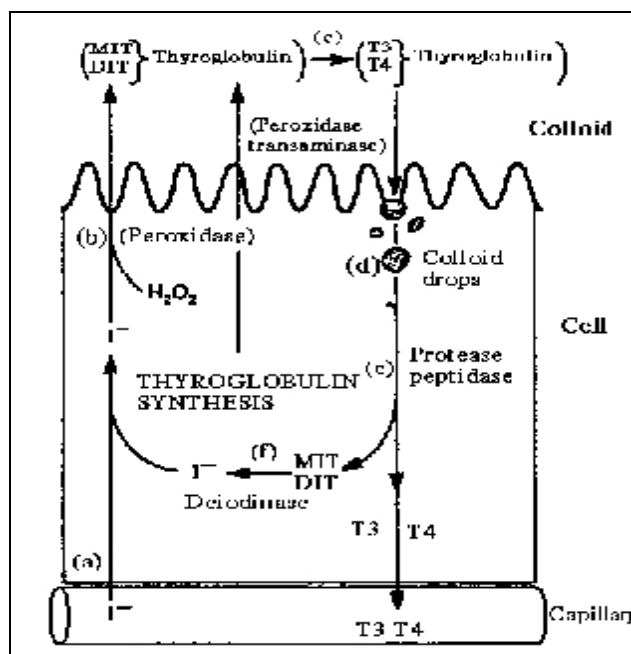 (MIT DIT} Thyroglobulin) (c) (T3 T4} Thyroglobulin)
(Peroxidase
transaminase)
Colloid
(b) (Peroxidase)
H₂O₂
(d) Colloid
drops
Cell
I⁻
THYROGLOBULIN
SYNTHESIS
(e) Protease
peptidase
I⁻ (f) MIT
DIT
Deiodinase
T3 T4
(a)
I⁻
T3 T4
Capillary